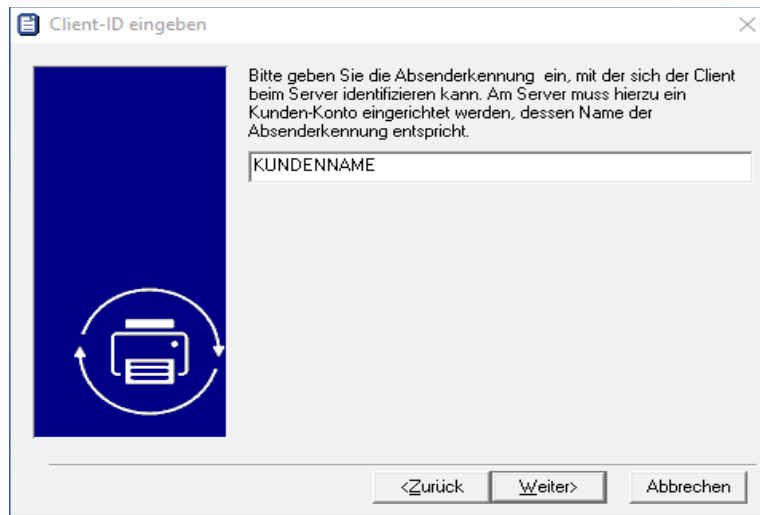 Client-ID eingeben
Bitte geben Sie die Absenderkennung  ein, mit der sich der Client
beim Server identifizieren kann. Am Server muss hierzu ein
Kunden-Konto eingerichtet werden, dessen Name der
Absenderkennung entspricht.
KUNDENNAME
<Zurück
Weiter>
Abbrechen